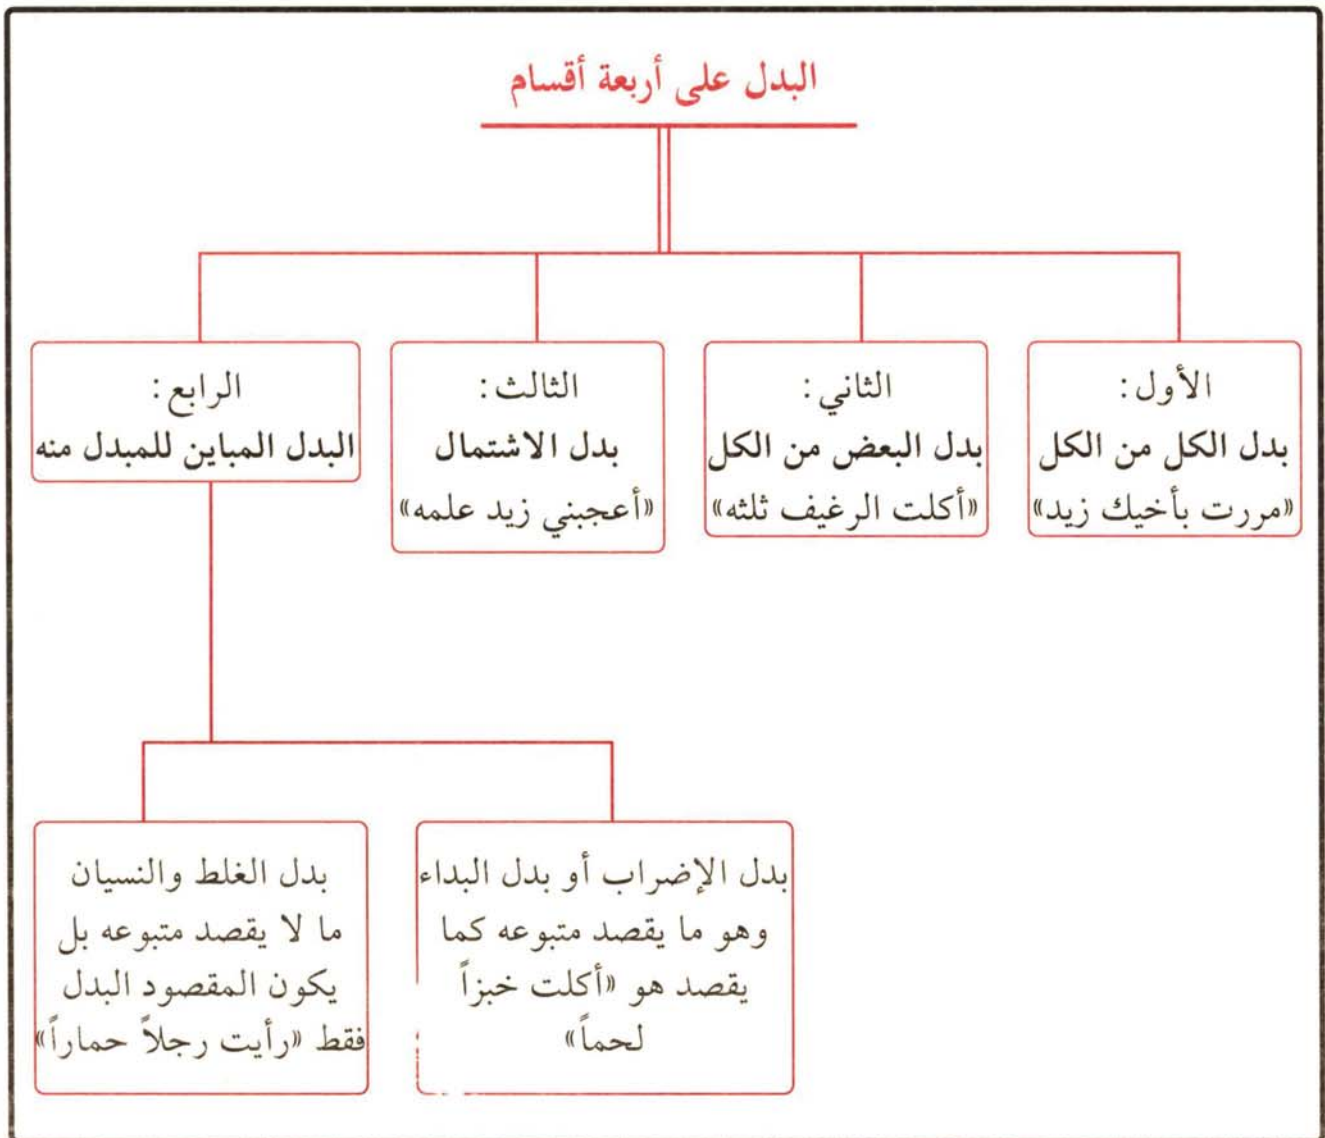 البدل على أربعة أقسام
الأول:
بدل الكل من الكل
«مررت بأخيك زيد»
الثاني:
بدل البعض من الكل
«أكلت الرغيف ثلثه»
الثالث:
بدل الاشتمال
«أعجبني زيد علمه»
الرابع:
البدل المباين للمبدل منه
بدل الإضراب أو بدل البداء
وهو ما يقصد متبوعه كما
يقصد هو «أكلت خبزاً
لحماً»
بدل الغلط والنسيان
ما لا يقصد متبوعه بل
يكون المقصود البدل
فقط «رأيت رجلاً حماراً»